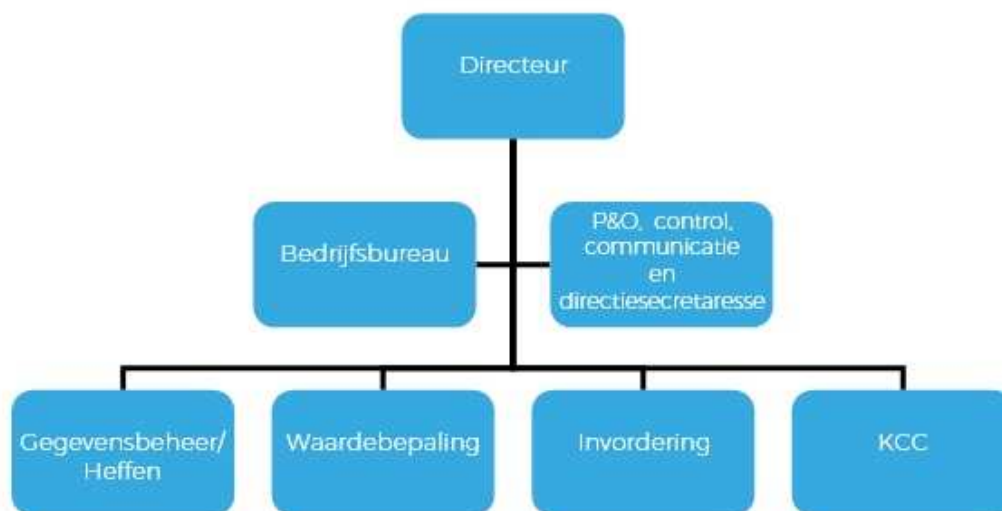 Directeur
Bedrijfsbureau
P&O, control,
communicatie
en
directiesecretaresse
Gegevensbeheer/
Heffen
Waardebepaling
Invordering
KCC